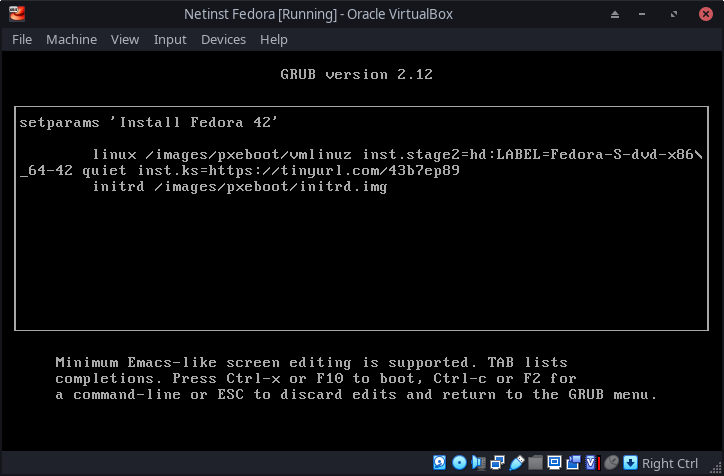 Netinst Fedora [Running] - Oracle VirtualBox
File Machine View Input Devices Help
GRUB version 2.12
setparams 'Install Fedora 42'
linux /images/pxeboot/vmlinuz inst.stage2=hd:LABEL=Fedora-S-dvd-x86\
_64-42 quiet inst.ks=https://tinyurl.com/43b7ep89
initrd /images/pxeboot/initrd.img
Minimum Emacs-like screen editing is supported. TAB lists
completions. Press Ctrl-x or F10 to boot, Ctrl-c or F2 for
a command-line or ESC to discard edits and return to the GRUB menu.
Right Ctrl